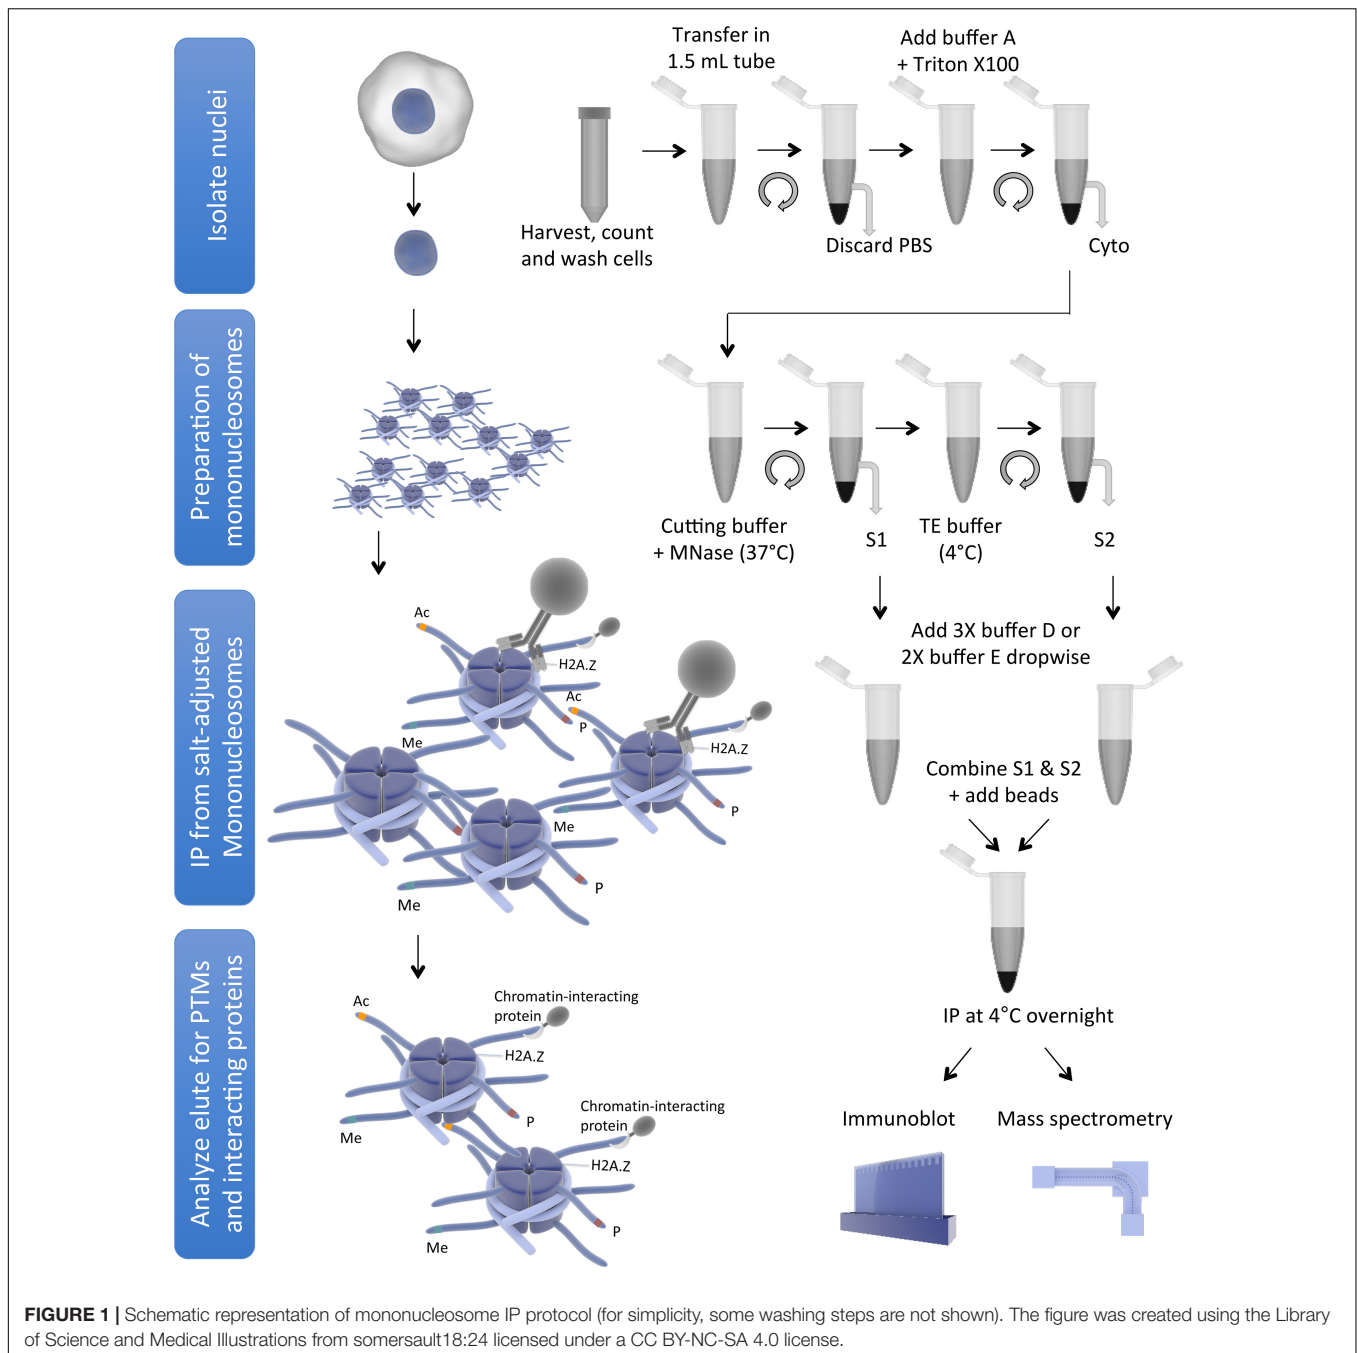 Isolate nuclei
Transfer in
1.5 mL tube
Add buffer A
+ Triton X100
Harvest, count
and wash cells
Discard PBS
Cyto
Preparation of
mononucleosomes
Cutting buffer
+ MNase (37°C)
S1
TE buffer
(4°C)
S2
IP from salt-adjusted
Mononucleosomes
Ac
H2A.Z
Ac
P
Me
H2A.Z
P
Me
P
Me
Add 3X buffer D or
2X buffer E dropwise
Combine S1 & S2
+ add beads
IP at 4°C overnight
Analyze elute for PTMs
and interacting proteins
Ac
Chromatin-interacting
protein
H2A.Z
P
Me
Chromatin-interacting
protein
H2A.Z
P
Me
Immunoblot
Mass spectrometry
FIGURE 1 | Schematic representation of mononucleosome IP protocol (for simplicity, some washing steps are not shown). The figure was created using the Library
of Science and Medical Illustrations from somersault18:24 licensed under a CC BY-NC-SA 4.0 license.